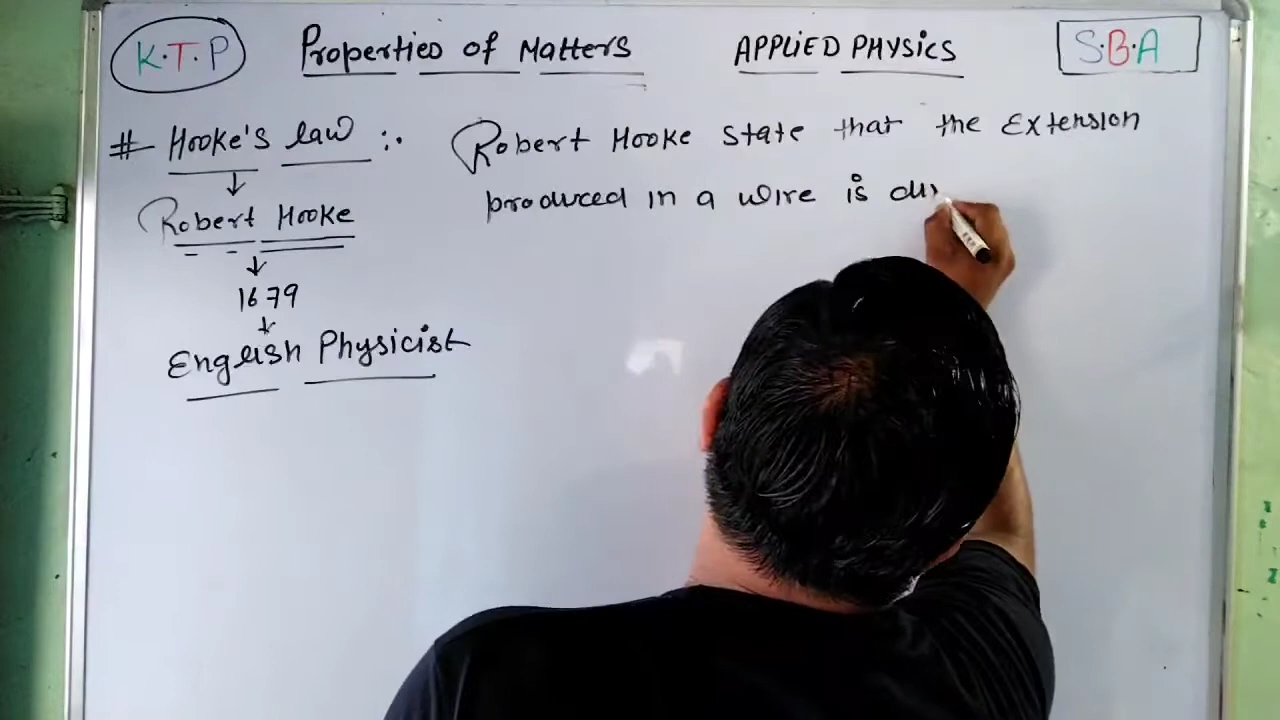 K.T.P Properties of Matters APPLiED PHYSiCS S.B.A
# Hooke's law :. Robert Hooke State that the Extension
produced in a wire is
Robert Hooke
1679
English Physicist